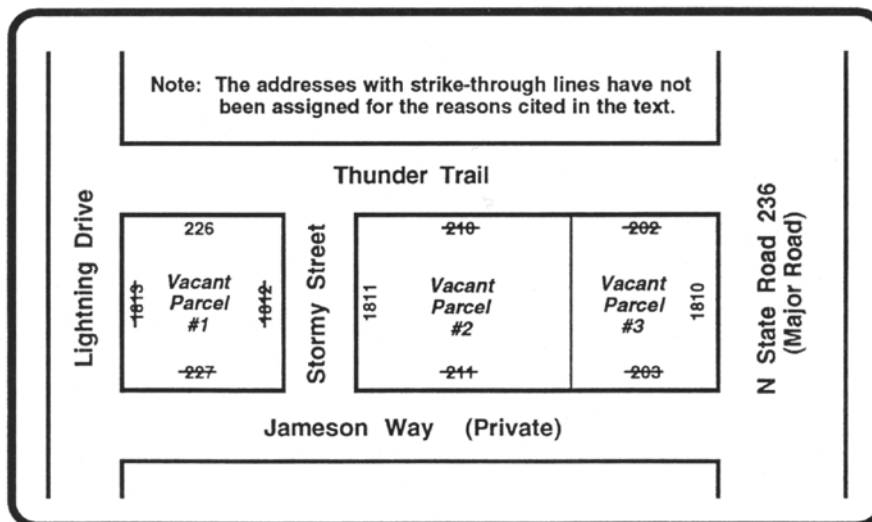 Note: The addresses with strike-through lines have not
been assigned for the reasons cited in the text.
Thunder Trail
Lightning Drive
226
1813
Vacant
Parcel
#1
1812
227
Stormy Street
210
1811
Vacant
Parcel
#2
211
202
Vacant
Parcel
#3
1810
203
N State Road 236
(Major Road)
Jameson Way (Private)